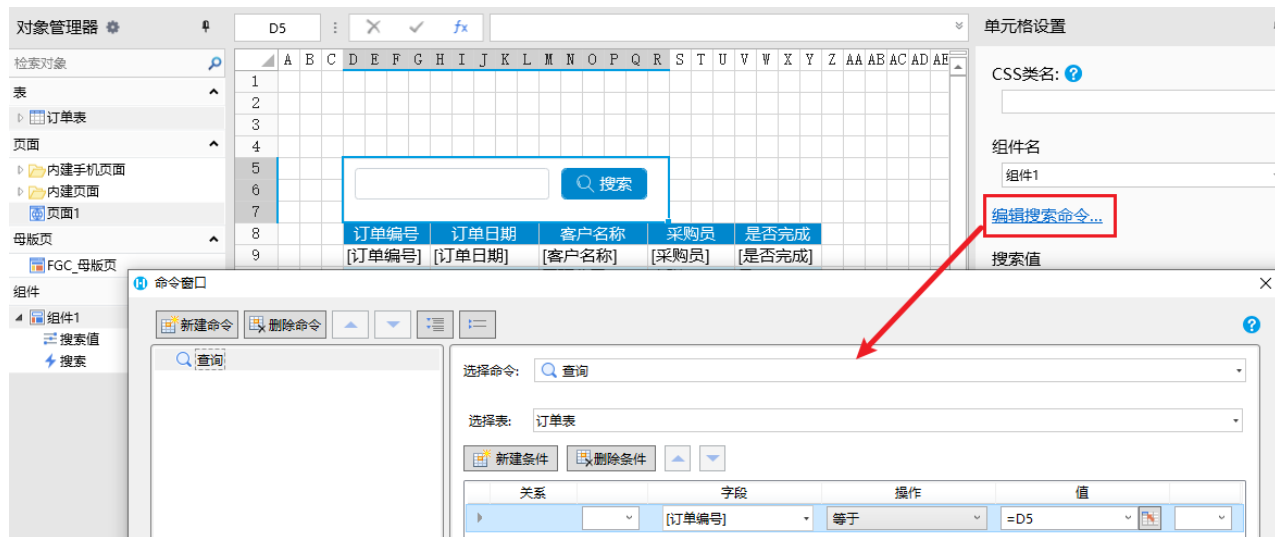 对象管理器
D5
fx
单元格设置
检索对象
A B C D E F G H I J K L M N O P Q R S T U V W X Y Z AA AB AC AD AE
CSS类名:
表
1
订单表
2
3
页面
4
组件名
内建手机页面
5
组件1
内建页面
6
搜索
页面1
7
编辑搜索命令...
母版页
8
订单编号 订单日期 客户名称 采购员 是否完成
FGC_母版页
9
[订单编号] [订单日期] [客户名称] [采购员] [是否完成]
搜索值
组件
命令窗口
组件1
新建命令 删除命令
搜索值
搜索
查询
选择命令: 查询
选择表: 订单表
新建条件 删除条件
关系 字段 操作 值
[订单编号] 等于 =D5